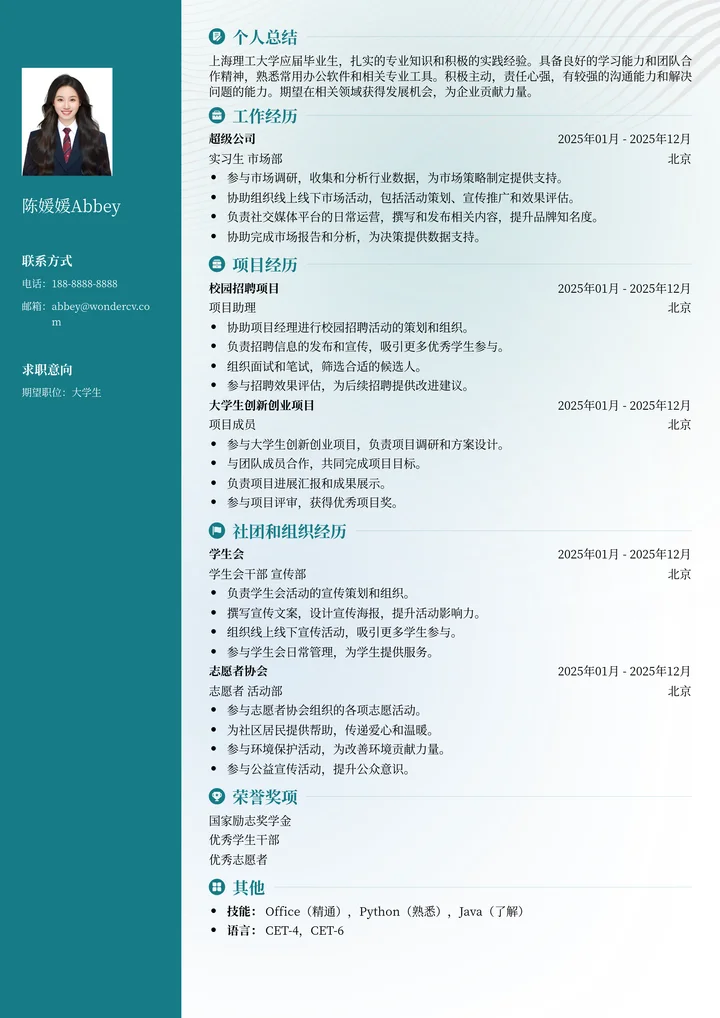 陈媛媛Abbey
联系方式
电话：188-8888-8888
邮箱：abbey@wondercv.co
m
求职意向
期望职位：大学生
个人总结
上海理工大学应届毕业生，扎实的专业知识和积极的实践经验。具备良好的学习能力和团队合
作精神，熟悉常用办公软件和相关专业工具。积极主动，责任心强，有较强的沟通能力和解决
问题的能力。期望在相关领域获得发展机会，为企业贡献力量。
工作经历
超级公司 2025年01月 - 2025年12月
实习生 市场部 北京
• 参与市场调研，收集和分析行业数据，为市场策略制定提供支持。
• 协助组织线上线下市场活动，包括活动策划、宣传推广和效果评估。
• 负责社交媒体平台的日常运营，撰写和发布相关内容，提升品牌知名度。
• 协助完成市场报告和分析，为决策提供数据支持。
项目经历
校园招聘项目 2025年01月 - 2025年12月
项目助理 北京
• 协助项目经理进行校园招聘活动的策划和组织。
• 负责招聘信息的发布和宣传，吸引更多优秀学生参与。
• 组织面试和笔试，筛选合适的候选人。
• 参与招聘效果评估，为后续招聘提供改进建议。
大学生创新创业项目 2025年01月 - 2025年12月
项目成员 北京
• 参与大学生创新创业项目，负责项目调研和方案设计。
• 与团队成员合作，共同完成项目目标。
• 负责项目进展汇报和成果展示。
• 参与项目评审，获得优秀项目奖。
社团和组织经历
学生会 2025年01月 - 2025年12月
学生会干部 宣传部 北京
• 负责学生会活动的宣传策划和组织。
• 撰写宣传文案，设计宣传海报，提升活动影响力。
• 组织线上线下宣传活动，吸引更多学生参与。
• 参与学生会日常管理，为学生提供服务。
志愿者协会 2025年01月 - 2025年12月
志愿者 活动部 北京
• 参与志愿者协会组织的各项志愿活动。
• 为社区居民提供帮助，传递爱心和温暖。
• 参与环境保护活动，为改善环境贡献力量。
• 参与公益宣传活动，提升公众意识。
荣誉奖项
国家励志奖学金
优秀学生干部
优秀志愿者
其他
• 技能： Office（精通），Python（熟悉），Java（了解）
• 语言： CET-4，CET-6